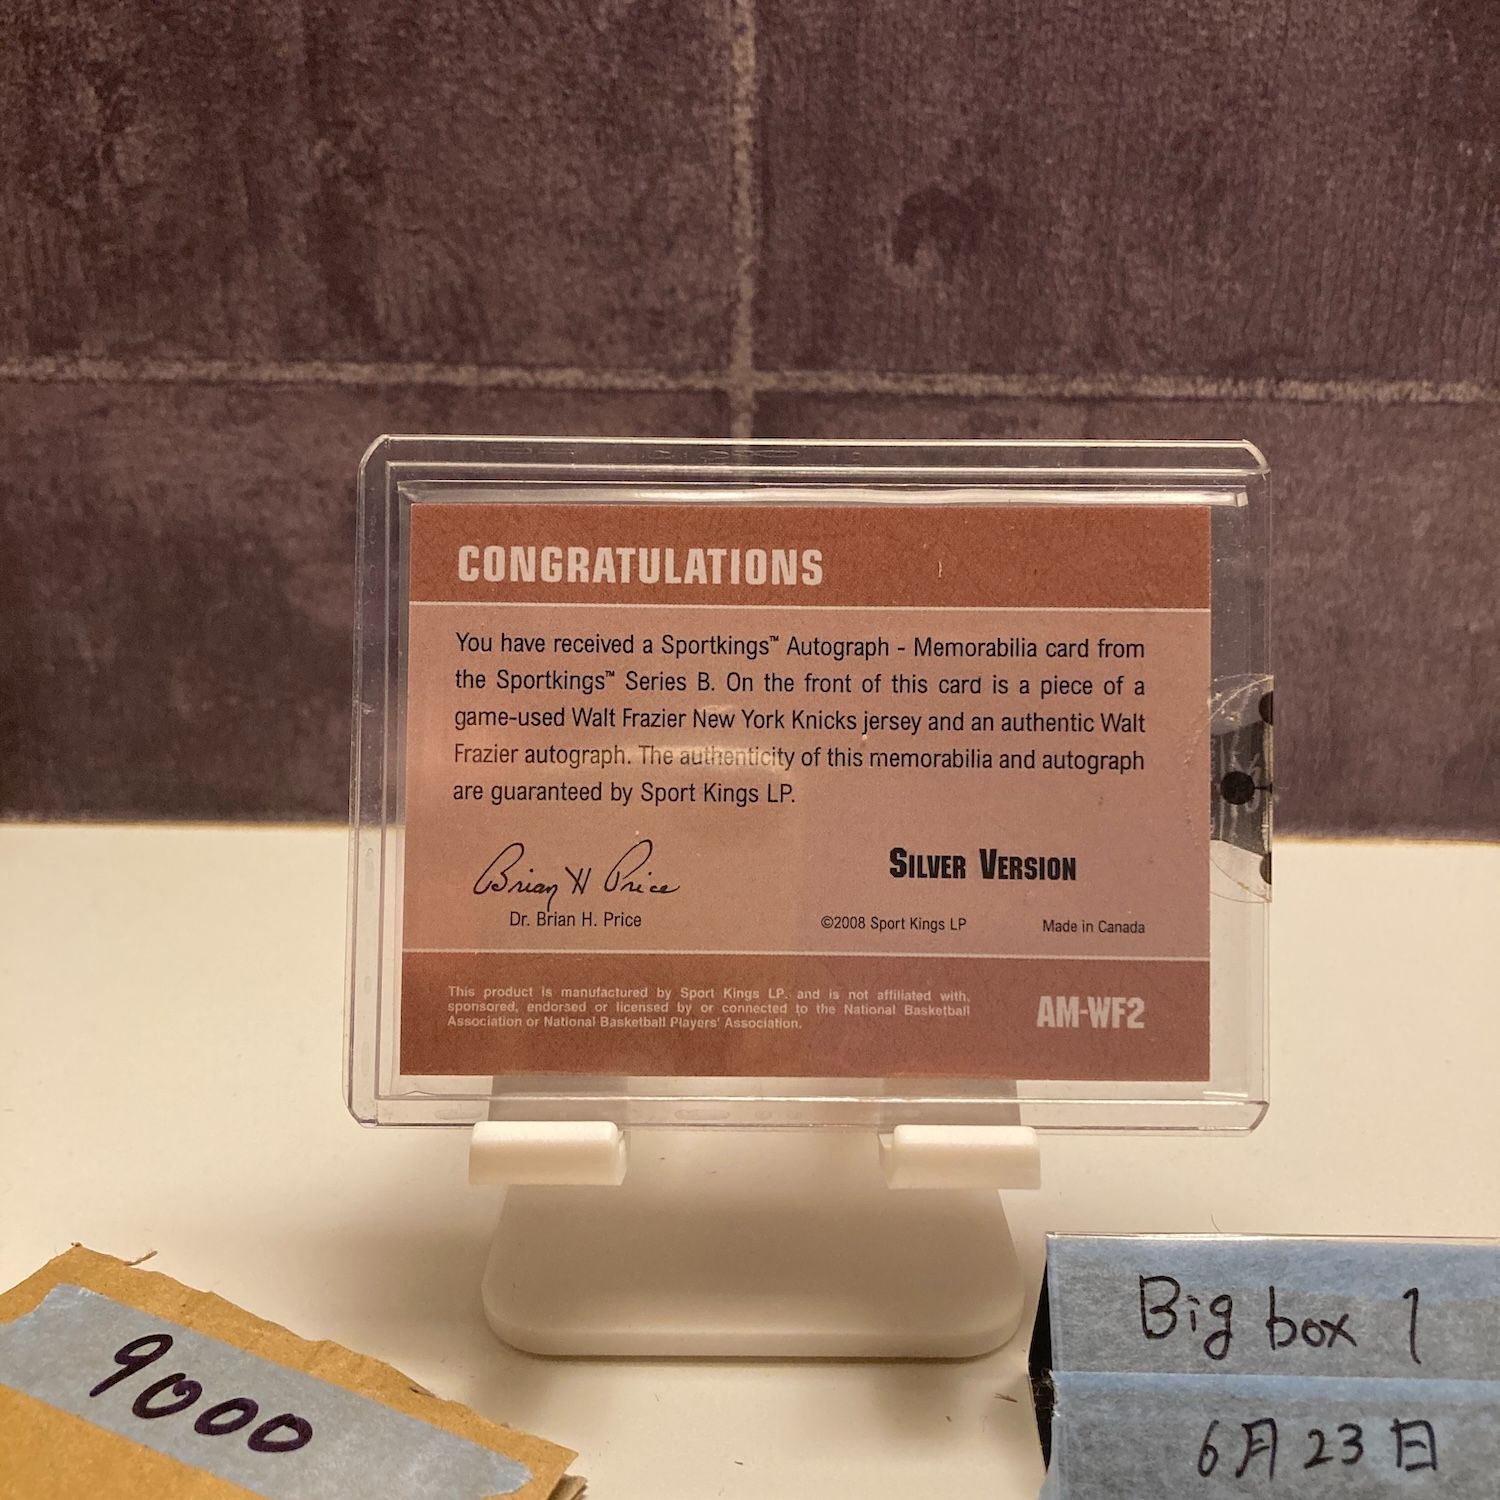 CONGRATULATIONS
You have received a Sportkings™ Autograph - Memorabilia card from
the Sportkings™ Series B. On the front of this card is a piece of a
game-used Walt Frazier New York Knicks jersey and an authentic Walt
Frazier autograph. The authenticity of this memorabilia and autograph
are guaranteed by Sport Kings LP.
Brian H Price
Dr. Brian H. Price
SILVER VERSION
©2008 Sport Kings LP
Made in Canada
This product is manufactured by Sport Kings LP. and is not affiliated with,
sponsored, endorsed or licensed by or connected to the National Basketball
Association or National Basketball Players' Association.
AM-WF2
9000
Big box 1
6月23日